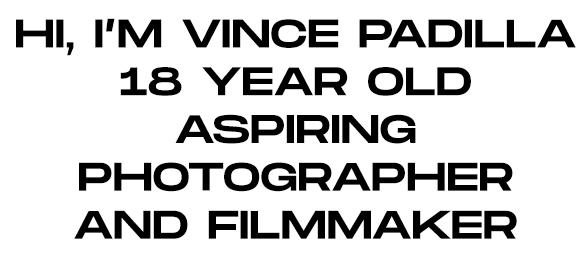 HI, I'M VINCE PADILLA
18 YEAR OLD
ASPIRING
PHOTOGRAPHER
AND FILMMAKER